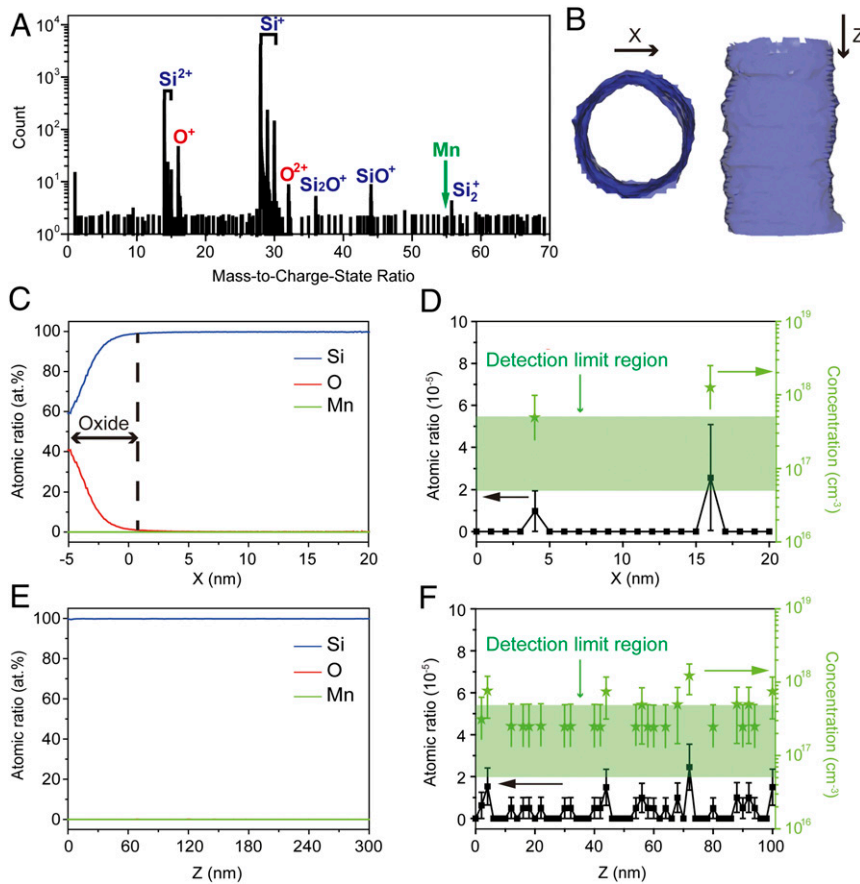 A
10⁴
10³
10²
10¹
10⁰
Count
Si²⁺
O⁺
Si⁺
O²⁺
Si₂O⁺
SiO⁺
Mn
Si₂⁺
0 10 20 30 40 50 60 70
Mass-to-Charge-State Ratio
B
X
Z
C
100
80
60
40
20
0
Atomic ratio (at.%)
Si
O
Mn
Oxide
-5 0 5 10 15 20
X (nm)
D
10
8
6
4
2
0
Atomic ratio (10⁻⁵)
Detection limit region
10¹⁹
10¹⁸
10¹⁷
10¹⁶
Concentration (cm⁻³)
0 5 10 15 20
X (nm)
E
100
80
60
40
20
0
Atomic ratio (at.%)
Si
O
Mn
0 60 120 180 240 300
Z (nm)
F
10
8
6
4
2
0
Atomic ratio (10⁻⁵)
Detection limit region
10¹⁹
10¹⁸
10¹⁷
10¹⁶
Concentration (cm⁻³)
0 20 40 60 80 100
Z (nm)